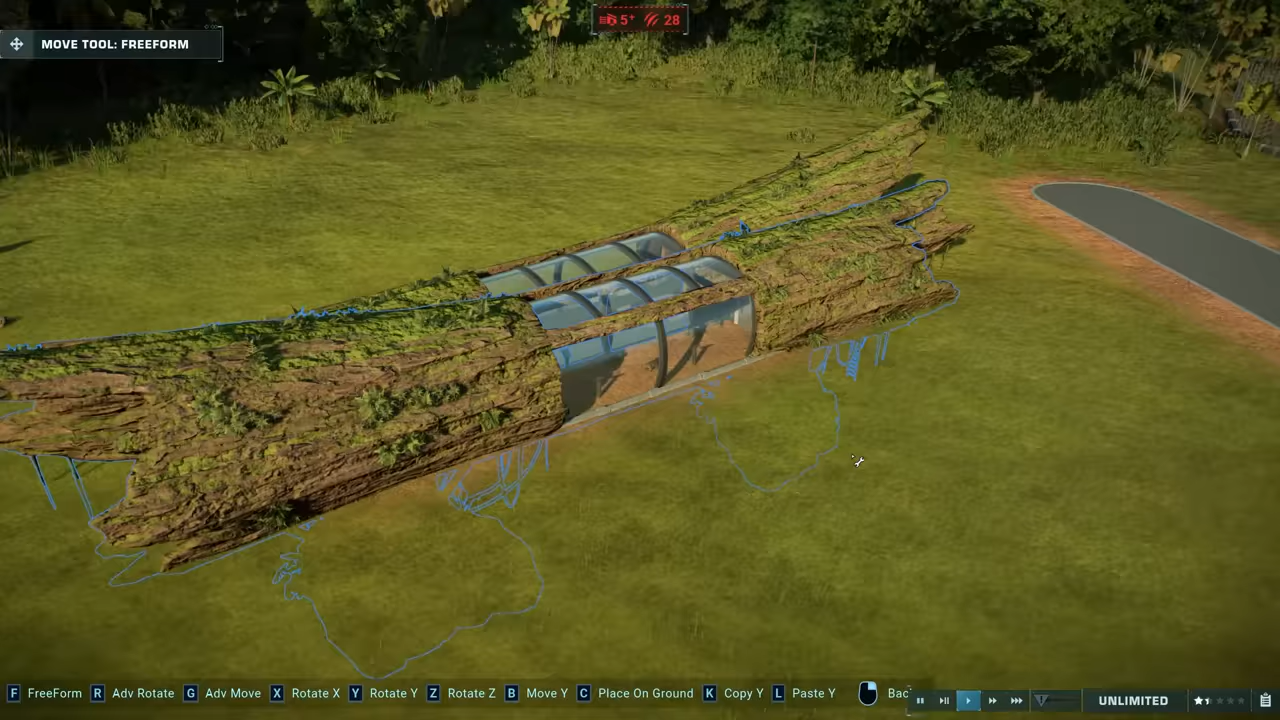 5+ 28
MOVE TOOL: FREEFORM
F FreeForm R Adv Rotate G Adv Move X Rotate X Y Rotate Y Z Rotate Z B Move Y C Place On Ground K Copy Y L Paste Y Bac
UNLIMITED